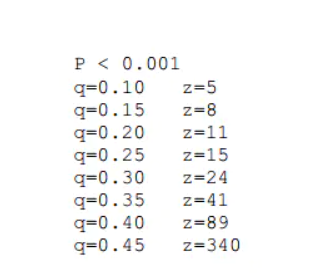 P < 0.001
q=0.10    z=5
q=0.15    z=8
q=0.20    z=11
q=0.25    z=15
q=0.30    z=24
q=0.35    z=41
q=0.40    z=89
q=0.45    z=340